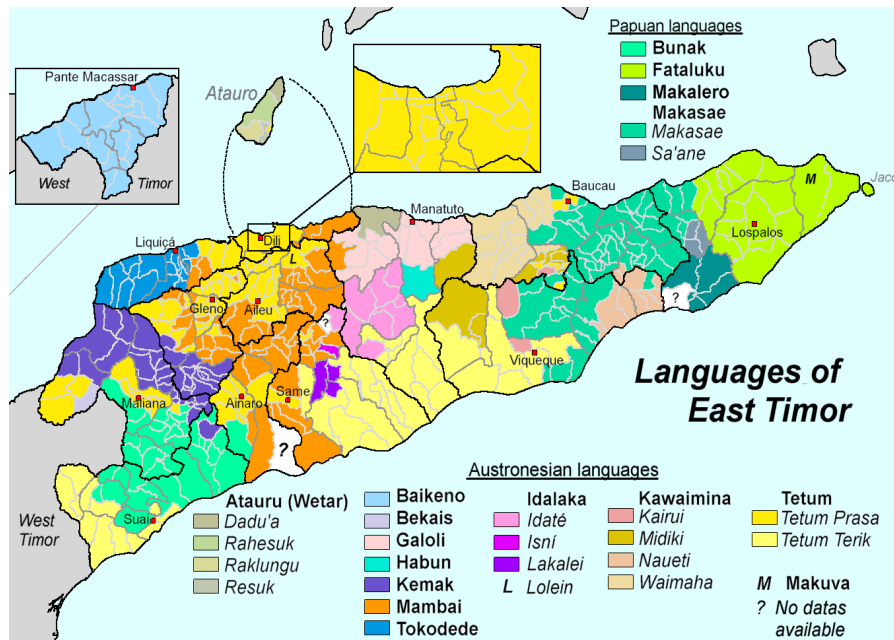 Pante Macassar
West Timor
Atauro
Papuan languages
Bunak
Fataluku
Makalero
Makasae
Makasae
Sa'ane
Jaco
M
Baucau
Lospalos
Manatuto
Dili
L
Liquiçá
Gleno
Aileu
?
?
Viqueque
Maliana
Ainaro
Same
?
Suai
West
Timor
Languages of
East Timor
Austronesian languages
Atauru (Wetar)
Dadu'a
Rahesuk
Raklungu
Resuk
Baikeno
Bekais
Galoli
Habun
Kemak
Mambai
Tokodede
Idalaka
Idaté
Isní
Lakalei
L Lolein
Kawaimina
Kairui
Midiki
Naueti
Waimaha
Tetum
Tetum Prasa
Tetum Terik
M Makuva
? No datas
available